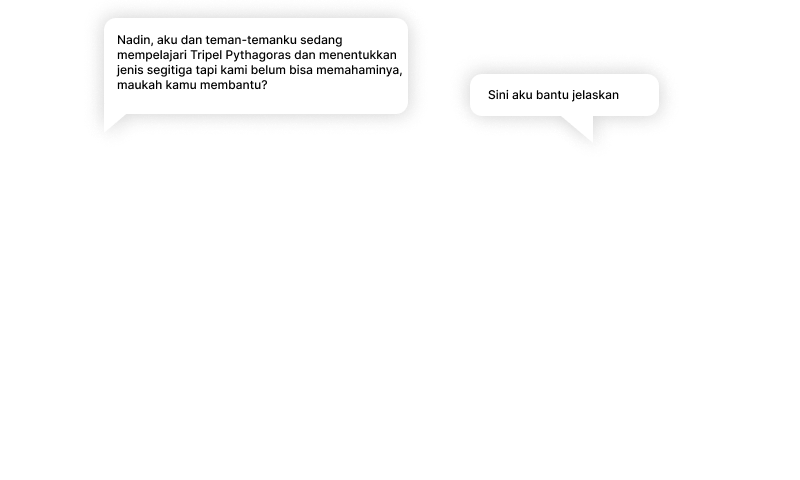 Nadin, aku dan teman-temanku sedang
mempelajari Tripel Pythagoras dan menentukkan
jenis segitiga tapi kami belum bisa memahaminya,
maukah kamu membantu?
Sini aku bantu jelaskan